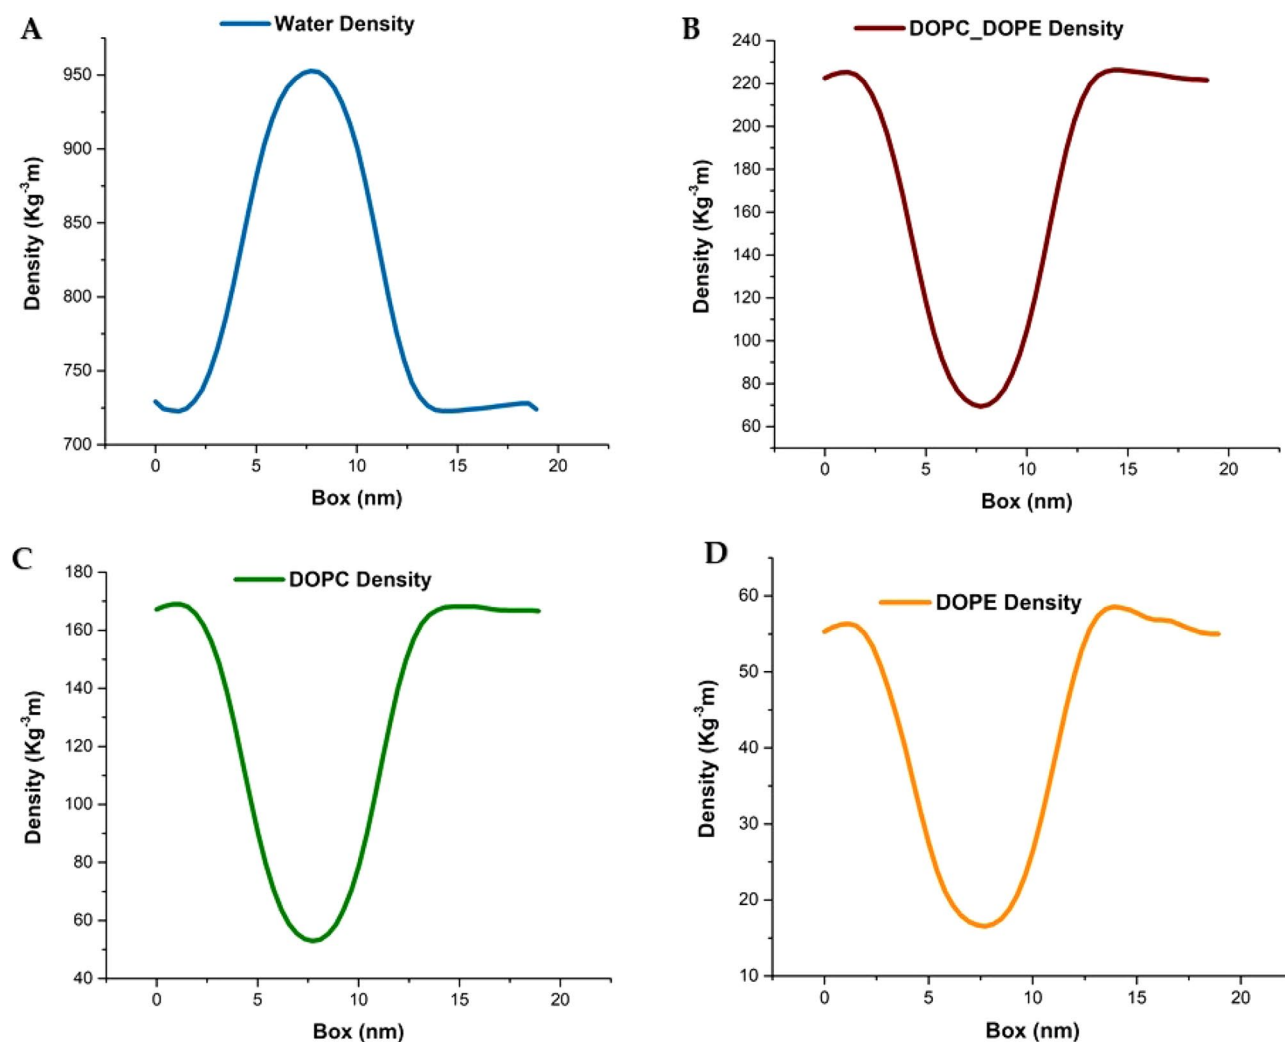 A
Water Density
950
900
850
800
750
700
Density (Kg⁻³m)
0 5 10 15 20
Box (nm)
B
DOPC_DOPE Density
240
220
200
180
160
140
120
100
80
60
Density (Kg⁻³m)
0 5 10 15 20
Box (nm)
C
DOPC Density
180
160
140
120
100
80
60
40
Density (Kg⁻³m)
0 5 10 15 20
Box (nm)
D
DOPE Density
60
50
40
30
20
10
Density (Kg⁻³m)
0 5 10 15 20
Box (nm)